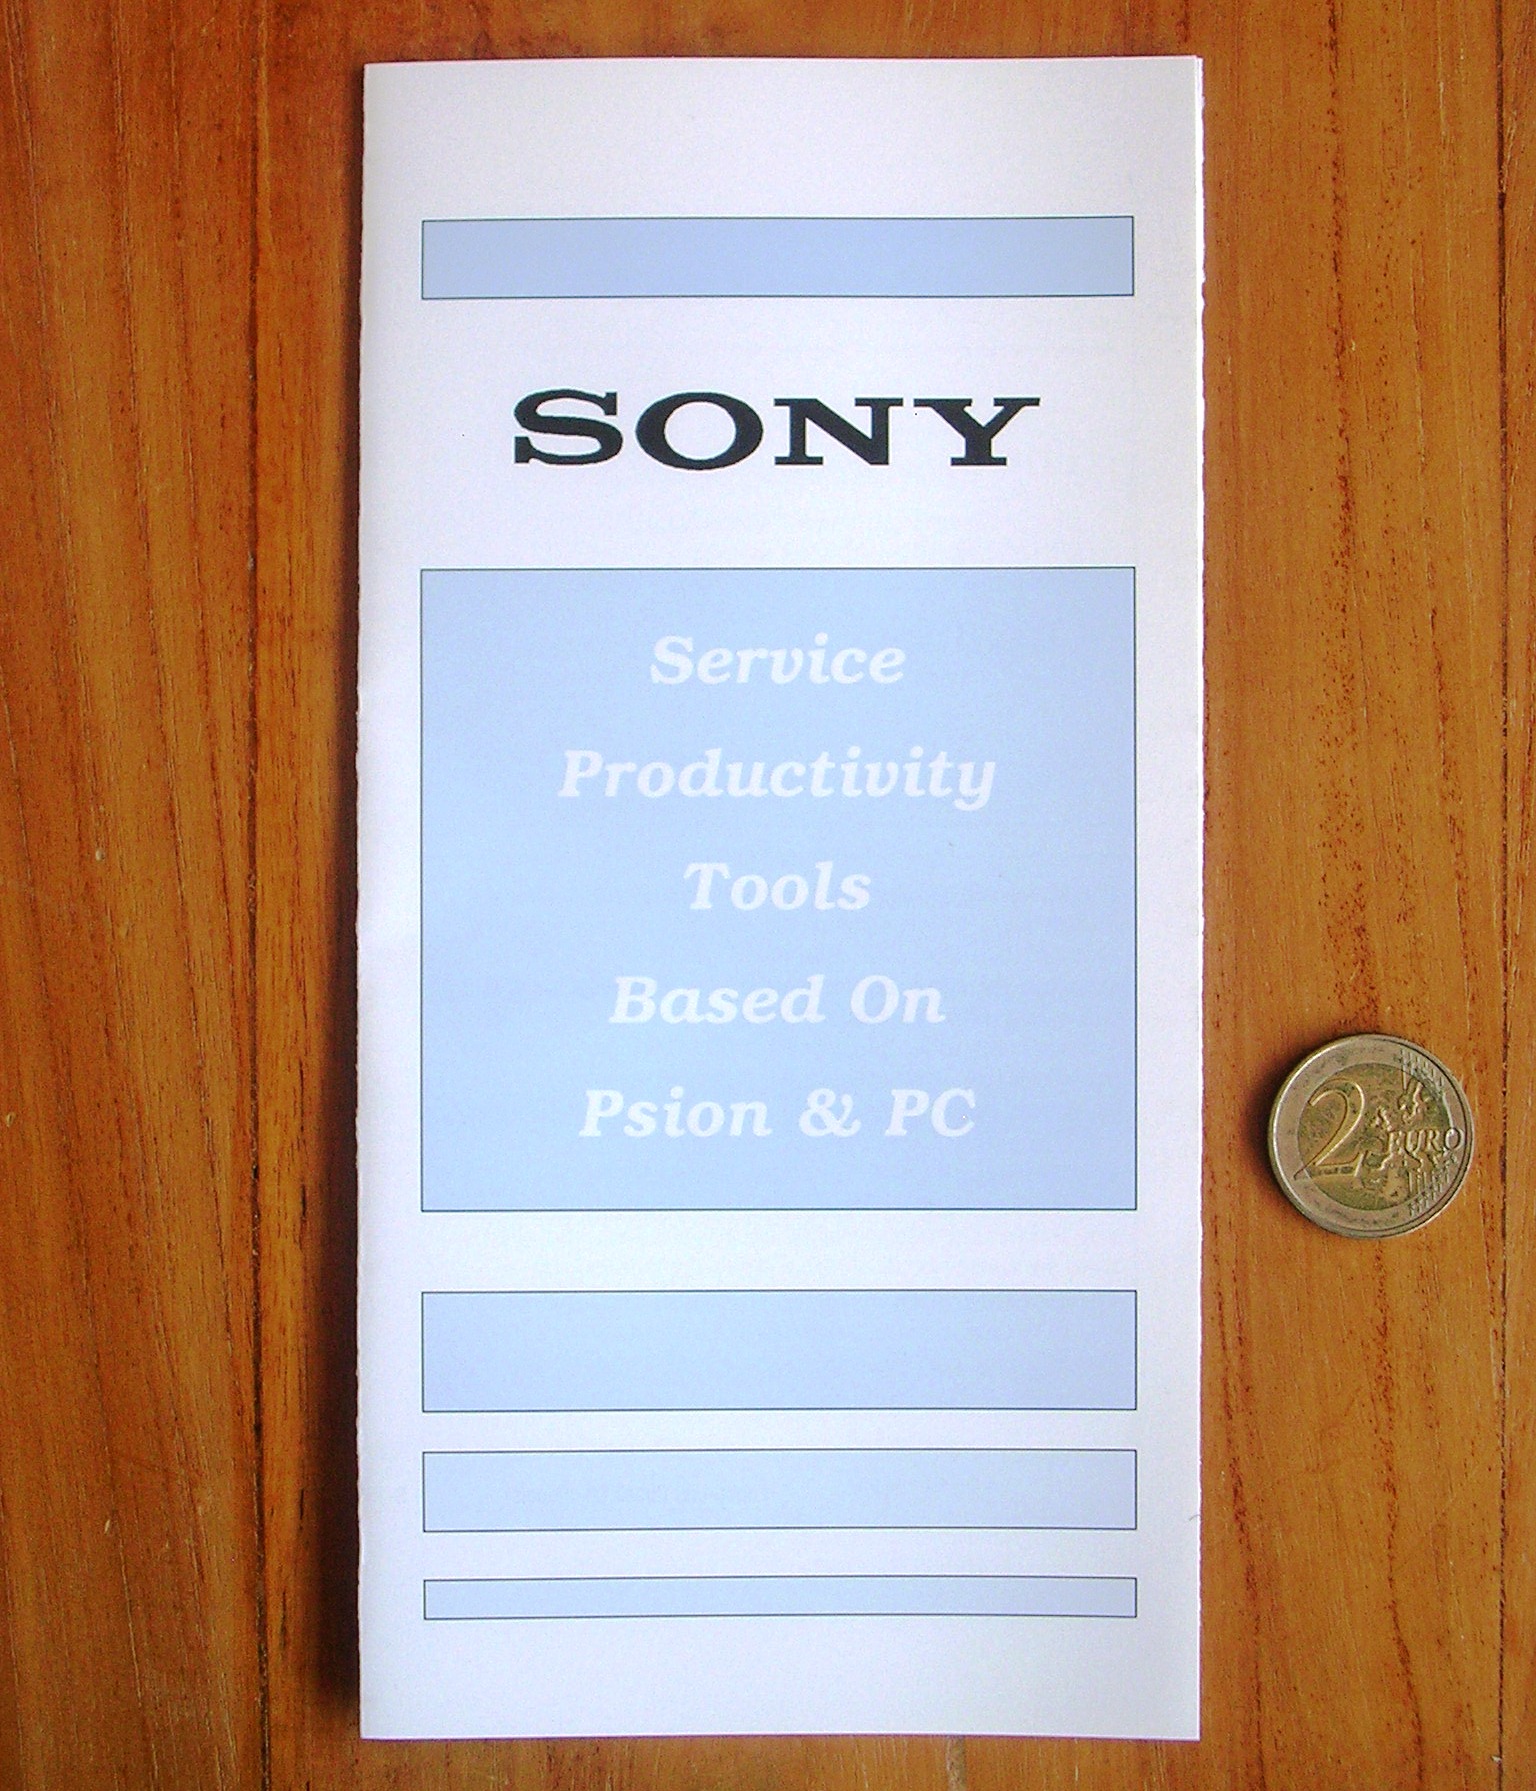 SONY
Service
Productivity
Tools
Based On
Psion & PC
2 EURO